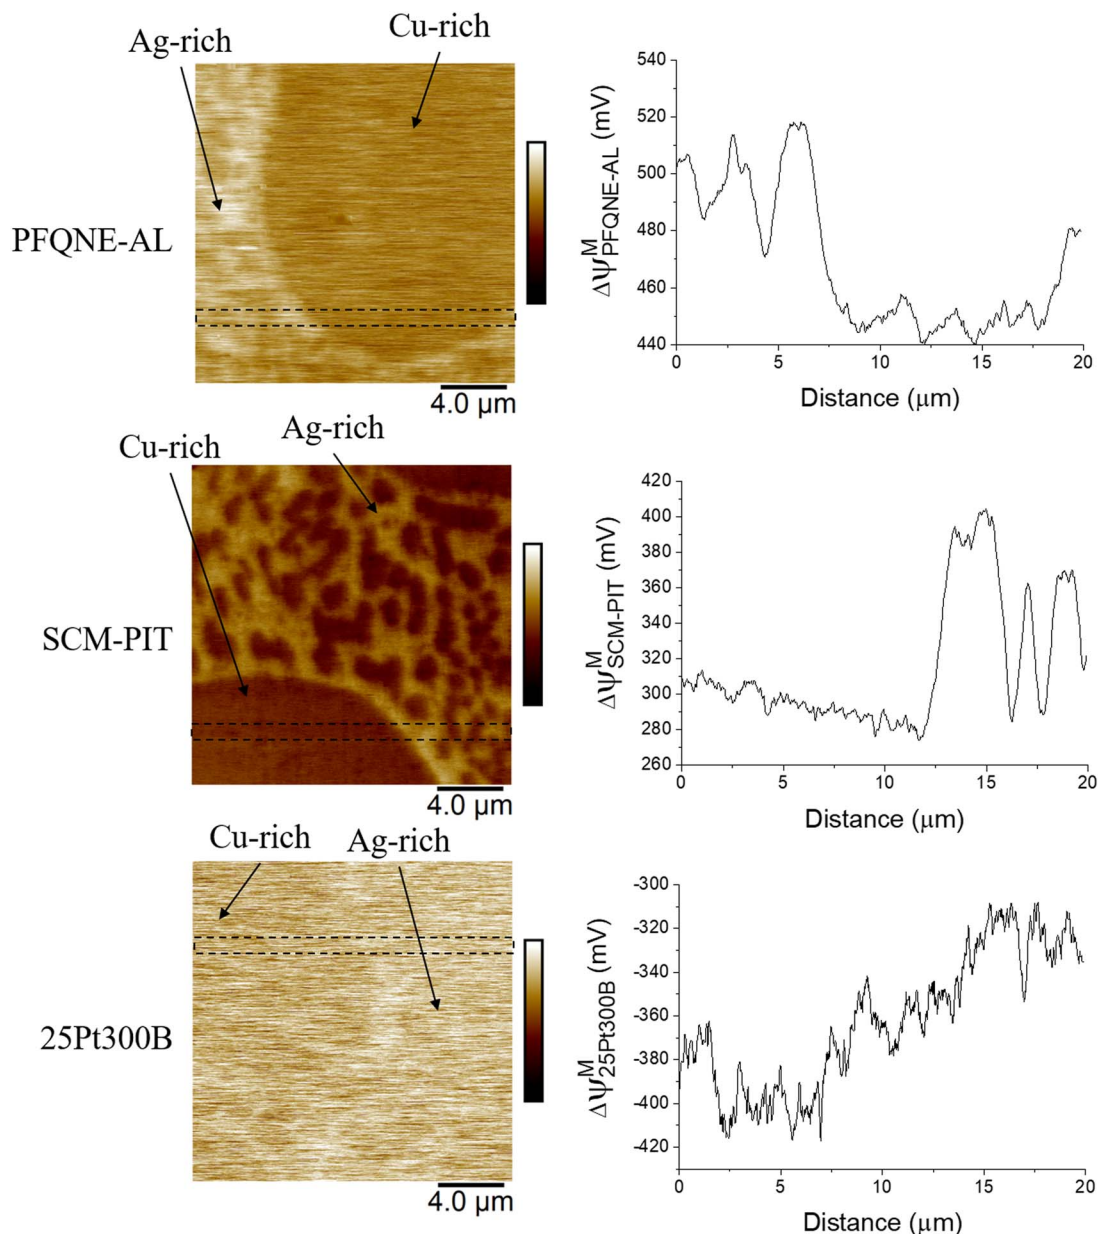 Ag-rich
Cu-rich
PFQNE-AL
4.0 μm
540
520
500
480
460
440
ΔΨ^M_PFQNE-AL (mV)
0 5 10 15 20
Distance (μm)
Cu-rich
Ag-rich
SCM-PIT
4.0 μm
420
400
380
360
340
320
300
280
260
ΔΨ^M_SCM-PIT (mV)
0 5 10 15 20
Distance (μm)
Cu-rich
Ag-rich
25Pt300B
4.0 μm
-300
-320
-340
-360
-380
-400
-420
ΔΨ^M_25Pt300B (mV)
0 5 10 15 20
Distance (μm)